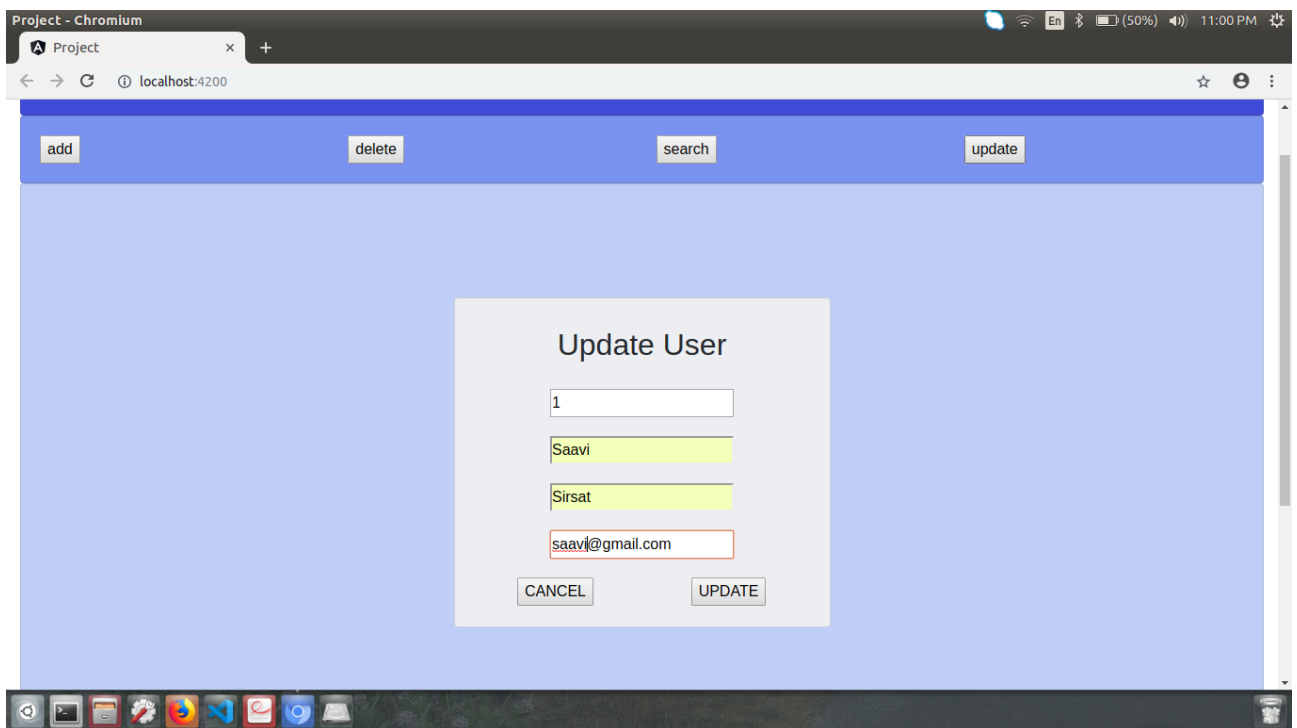 Project - Chromium
En (50%) 11:00 PM
Project × +
localhost:4200
add delete search update
Update User
1
Saavi
Sirsat
saavi@gmail.com
CANCEL UPDATE